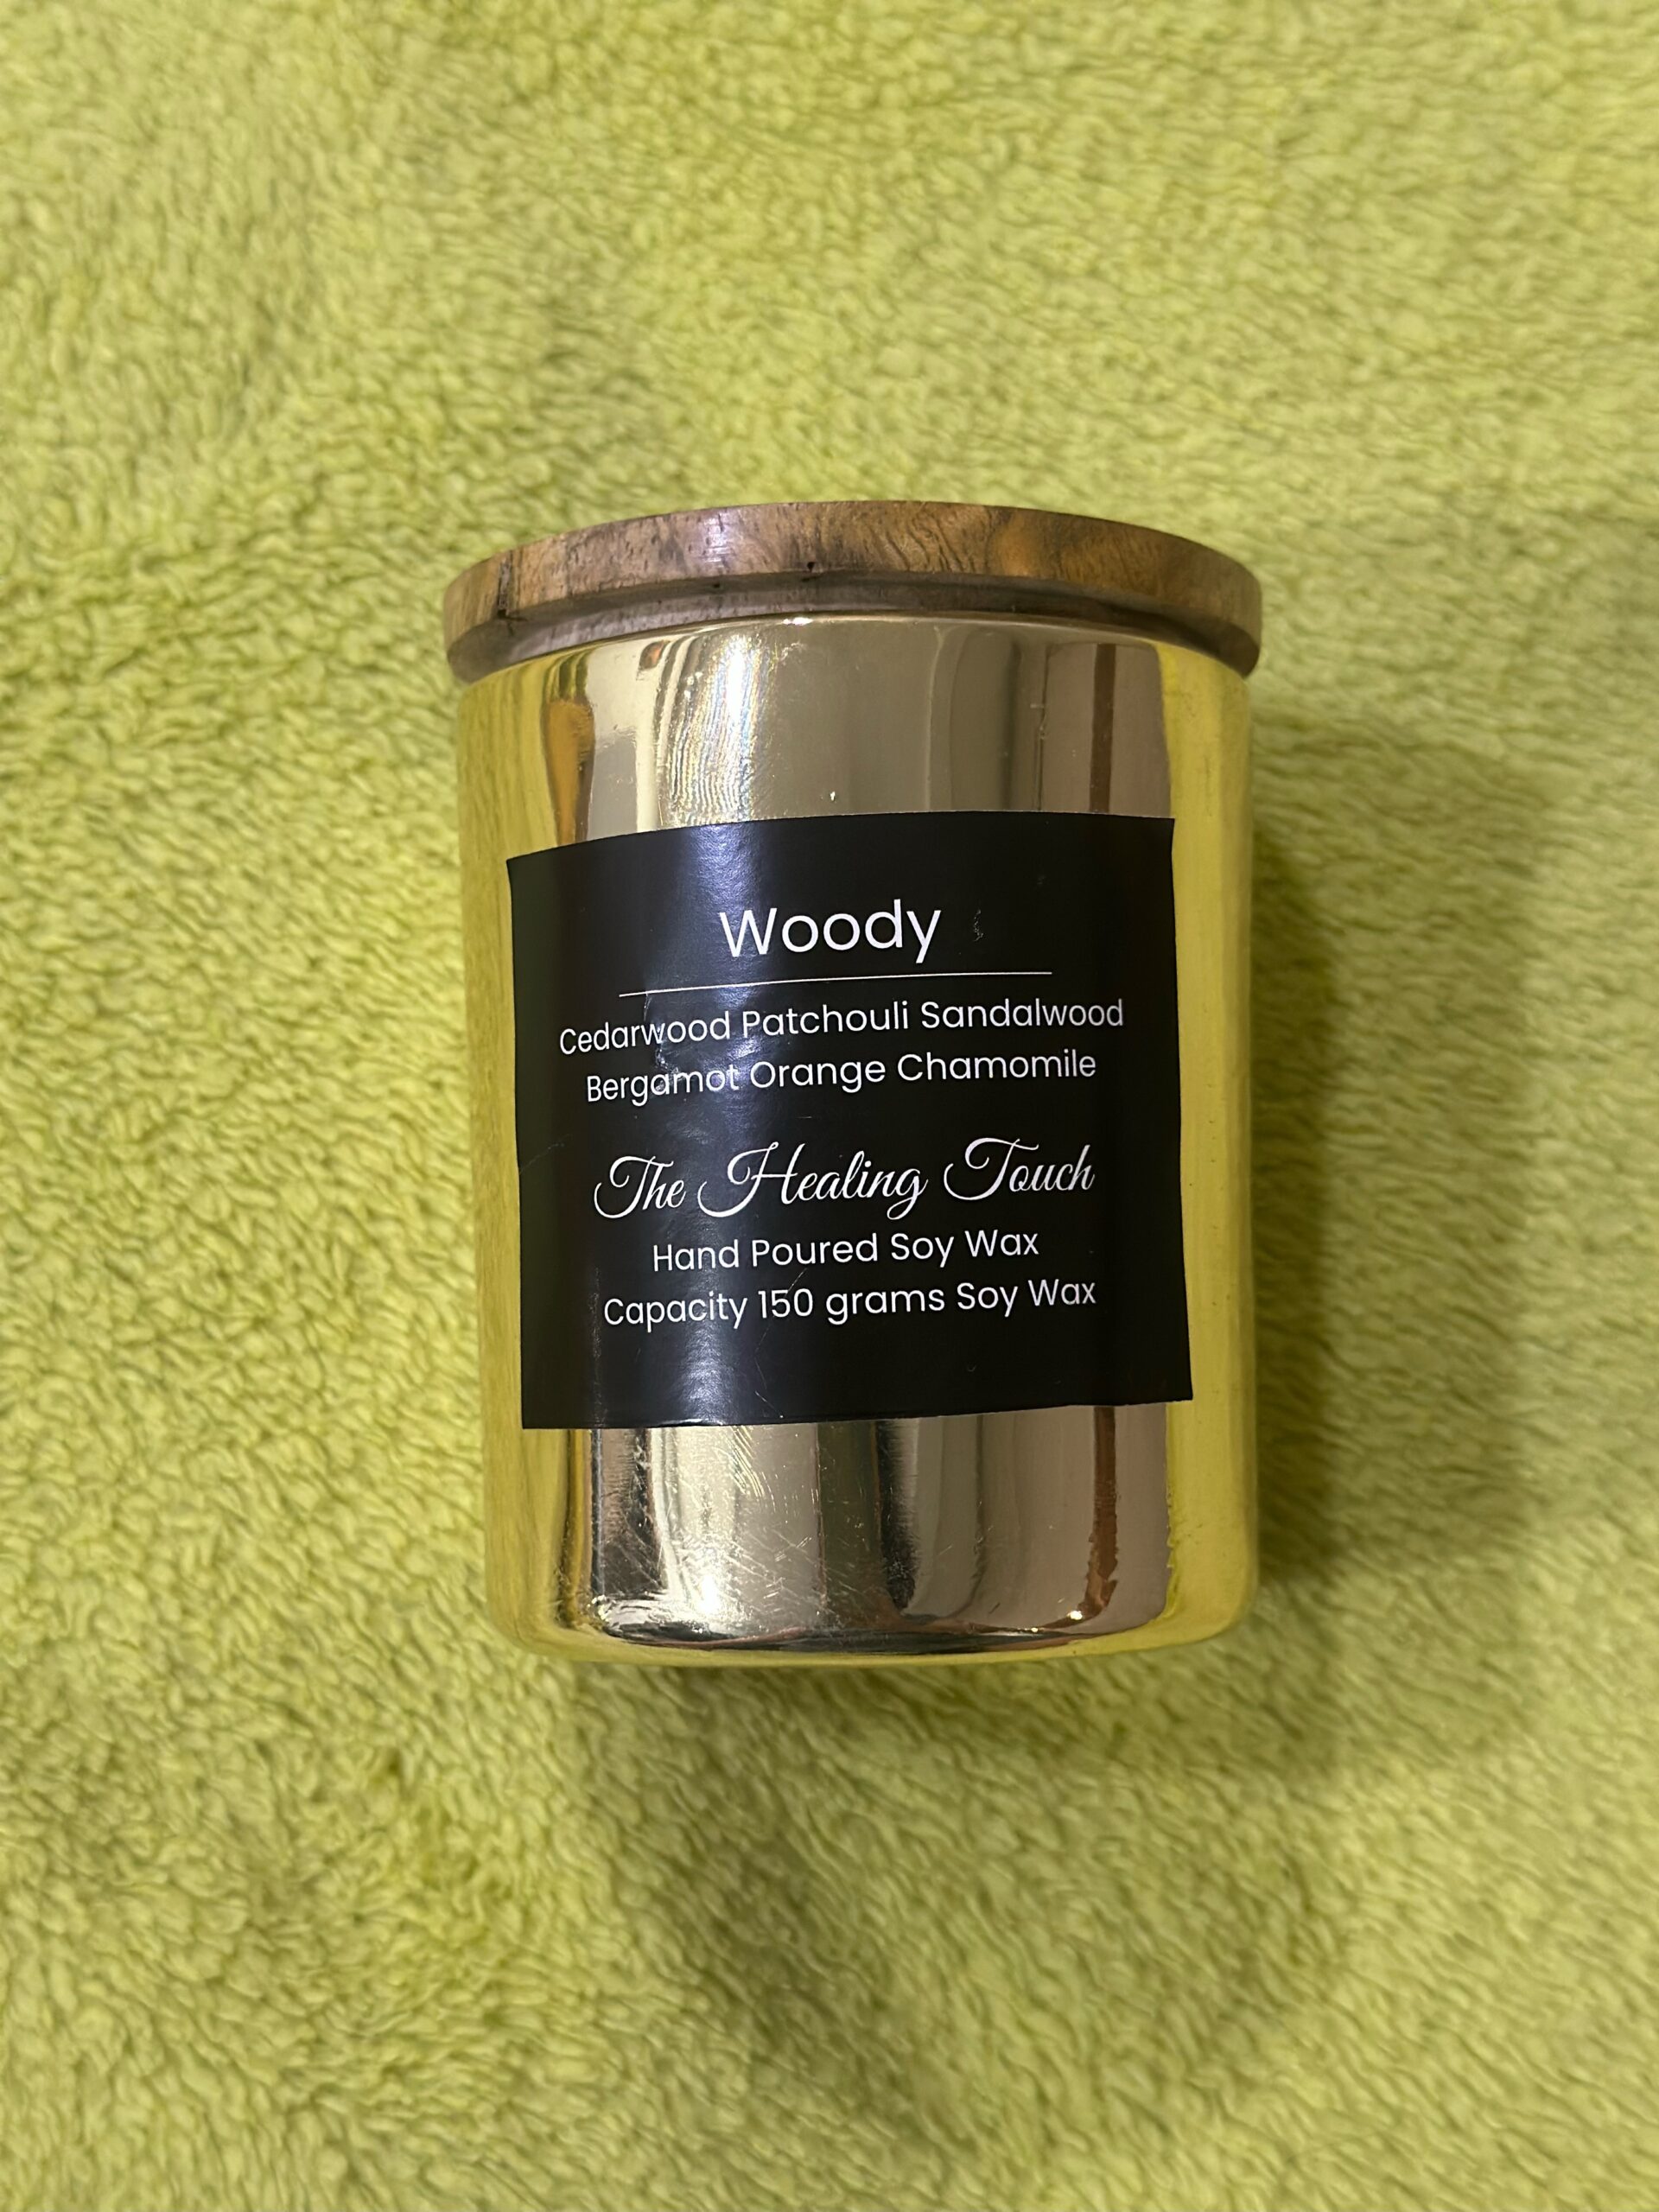 Woody
Cedarwood Patchouli Sandalwood
Bergamot Orange Chamomile
The Healing Touch
Hand Poured Soy Wax
Capacity 150 grams Soy Wax